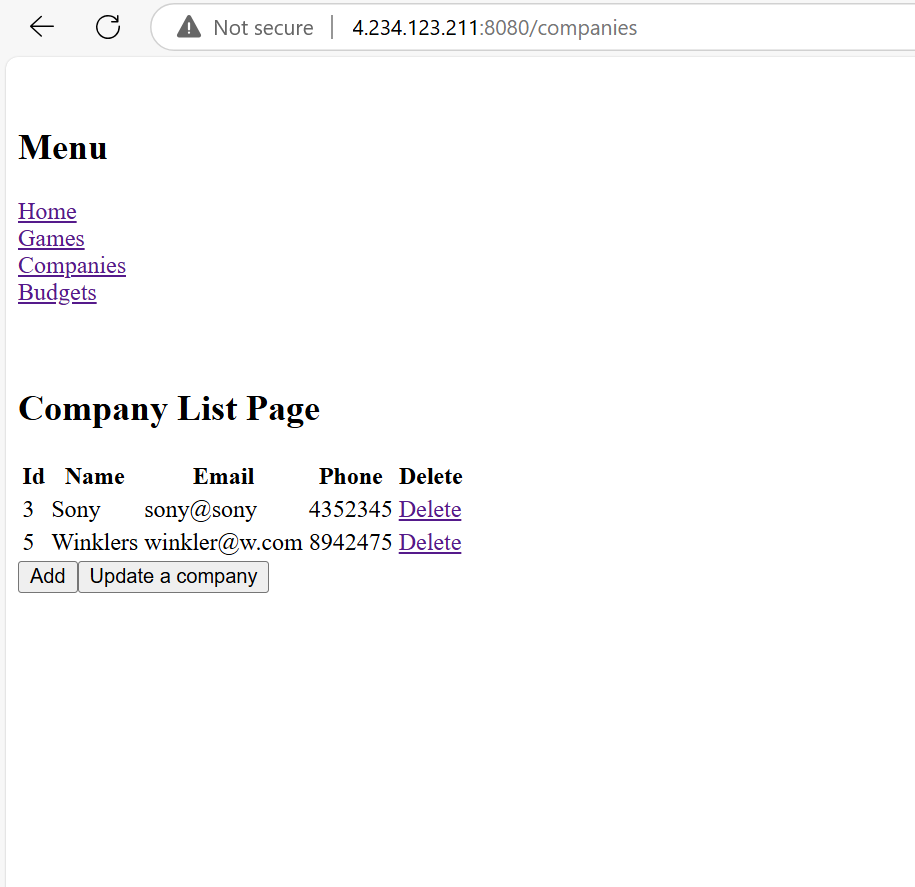 Not secure 4.234.123.211:8080/companies
Menu
Home
Games
Companies
Budgets
Company List Page
Id Name Email Phone Delete
3 Sony sony@sony 4352345 Delete
5 Winklers winkler@w.com 8942475 Delete
Add Update a company